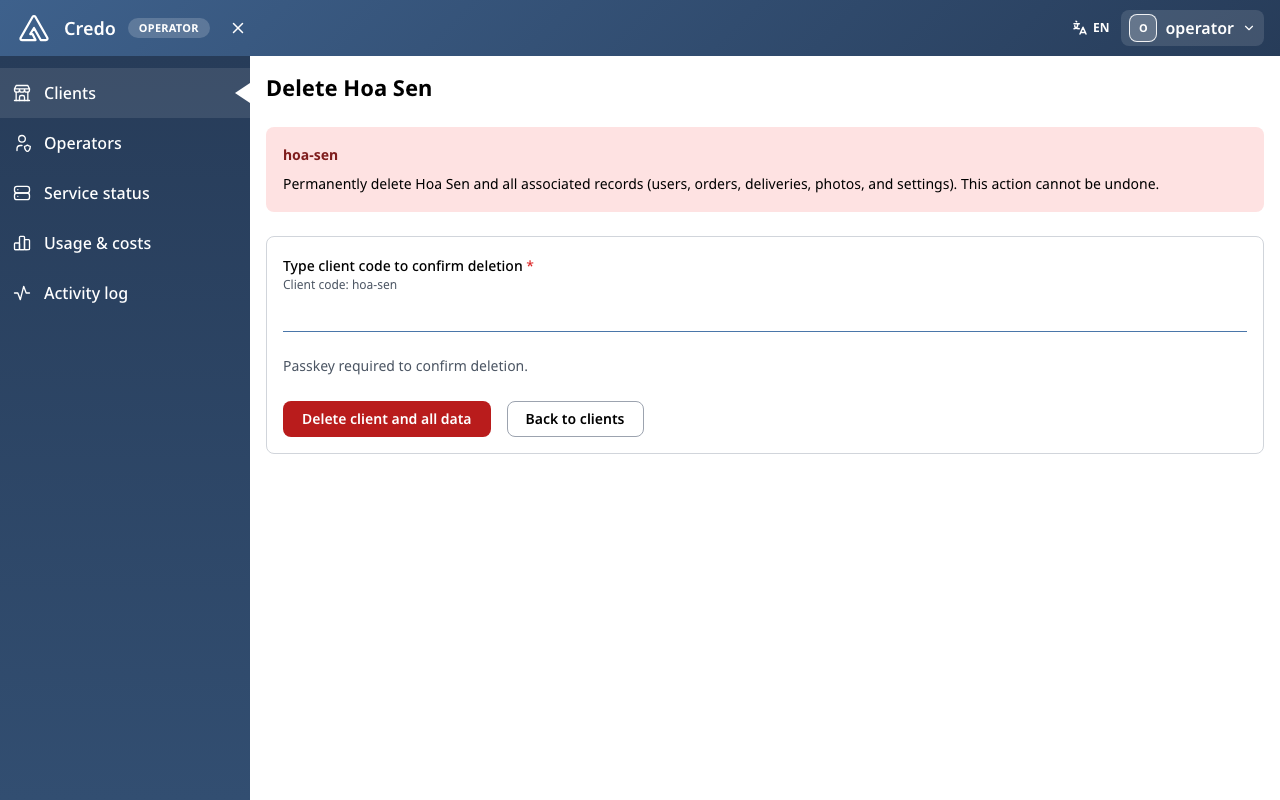 Credo
OPERATOR
EN
O
operator
Clients
Operators
Service status
Usage & costs
Activity log
Delete Hoa Sen
hoa-sen
Permanently delete Hoa Sen and all associated records (users, orders, deliveries, photos, and settings). This action cannot be undone.
Type client code to confirm deletion *
Client code: hoa-sen
Passkey required to confirm deletion.
Delete client and all data
Back to clients